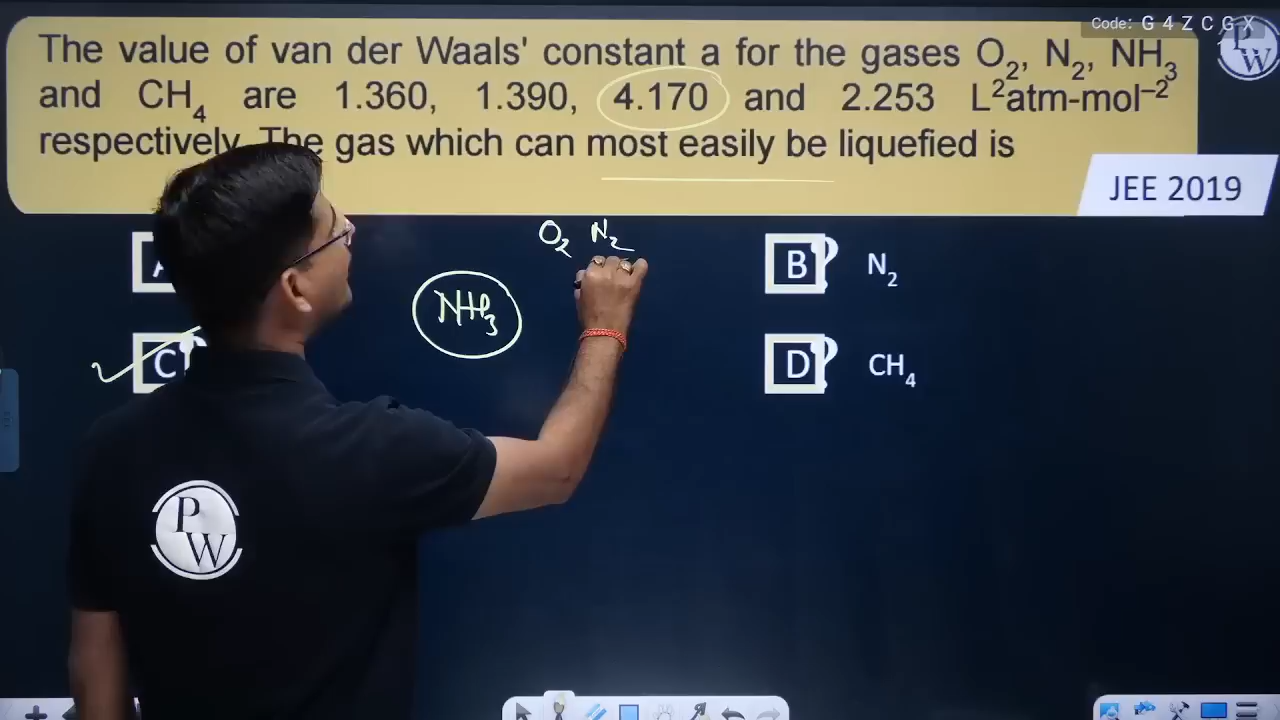 Code: G 4 Z C G X
PW
The value of van der Waals' constant a for the gases O₂, N₂, NH₃
and CH₄ are 1.360, 1.390, 4.170 and 2.253 L²atm-mol⁻²
respectively. The gas which can most easily be liquefied is
JEE 2019
O₂ N₂
B N₂
NH₃
C
D CH₄
PW